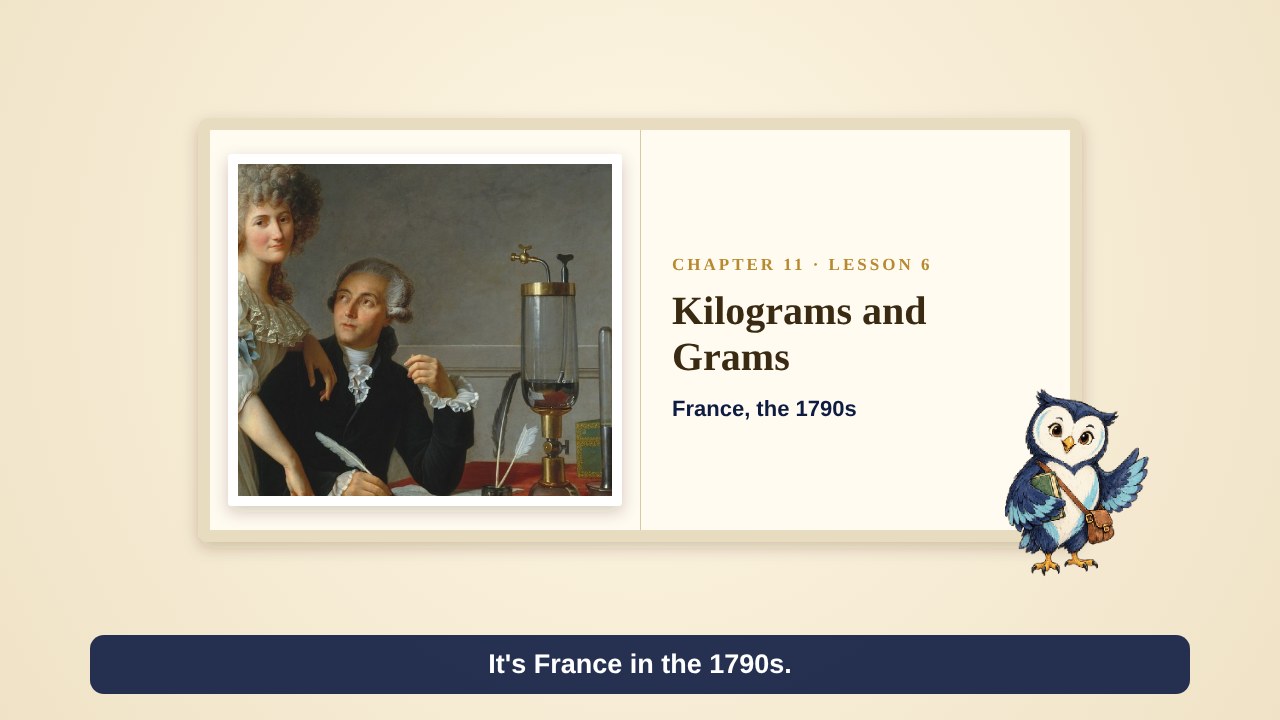 CHAPTER 11 · LESSON 6
Kilograms and
Grams
France, the 1790s
It's France in the 1790s.